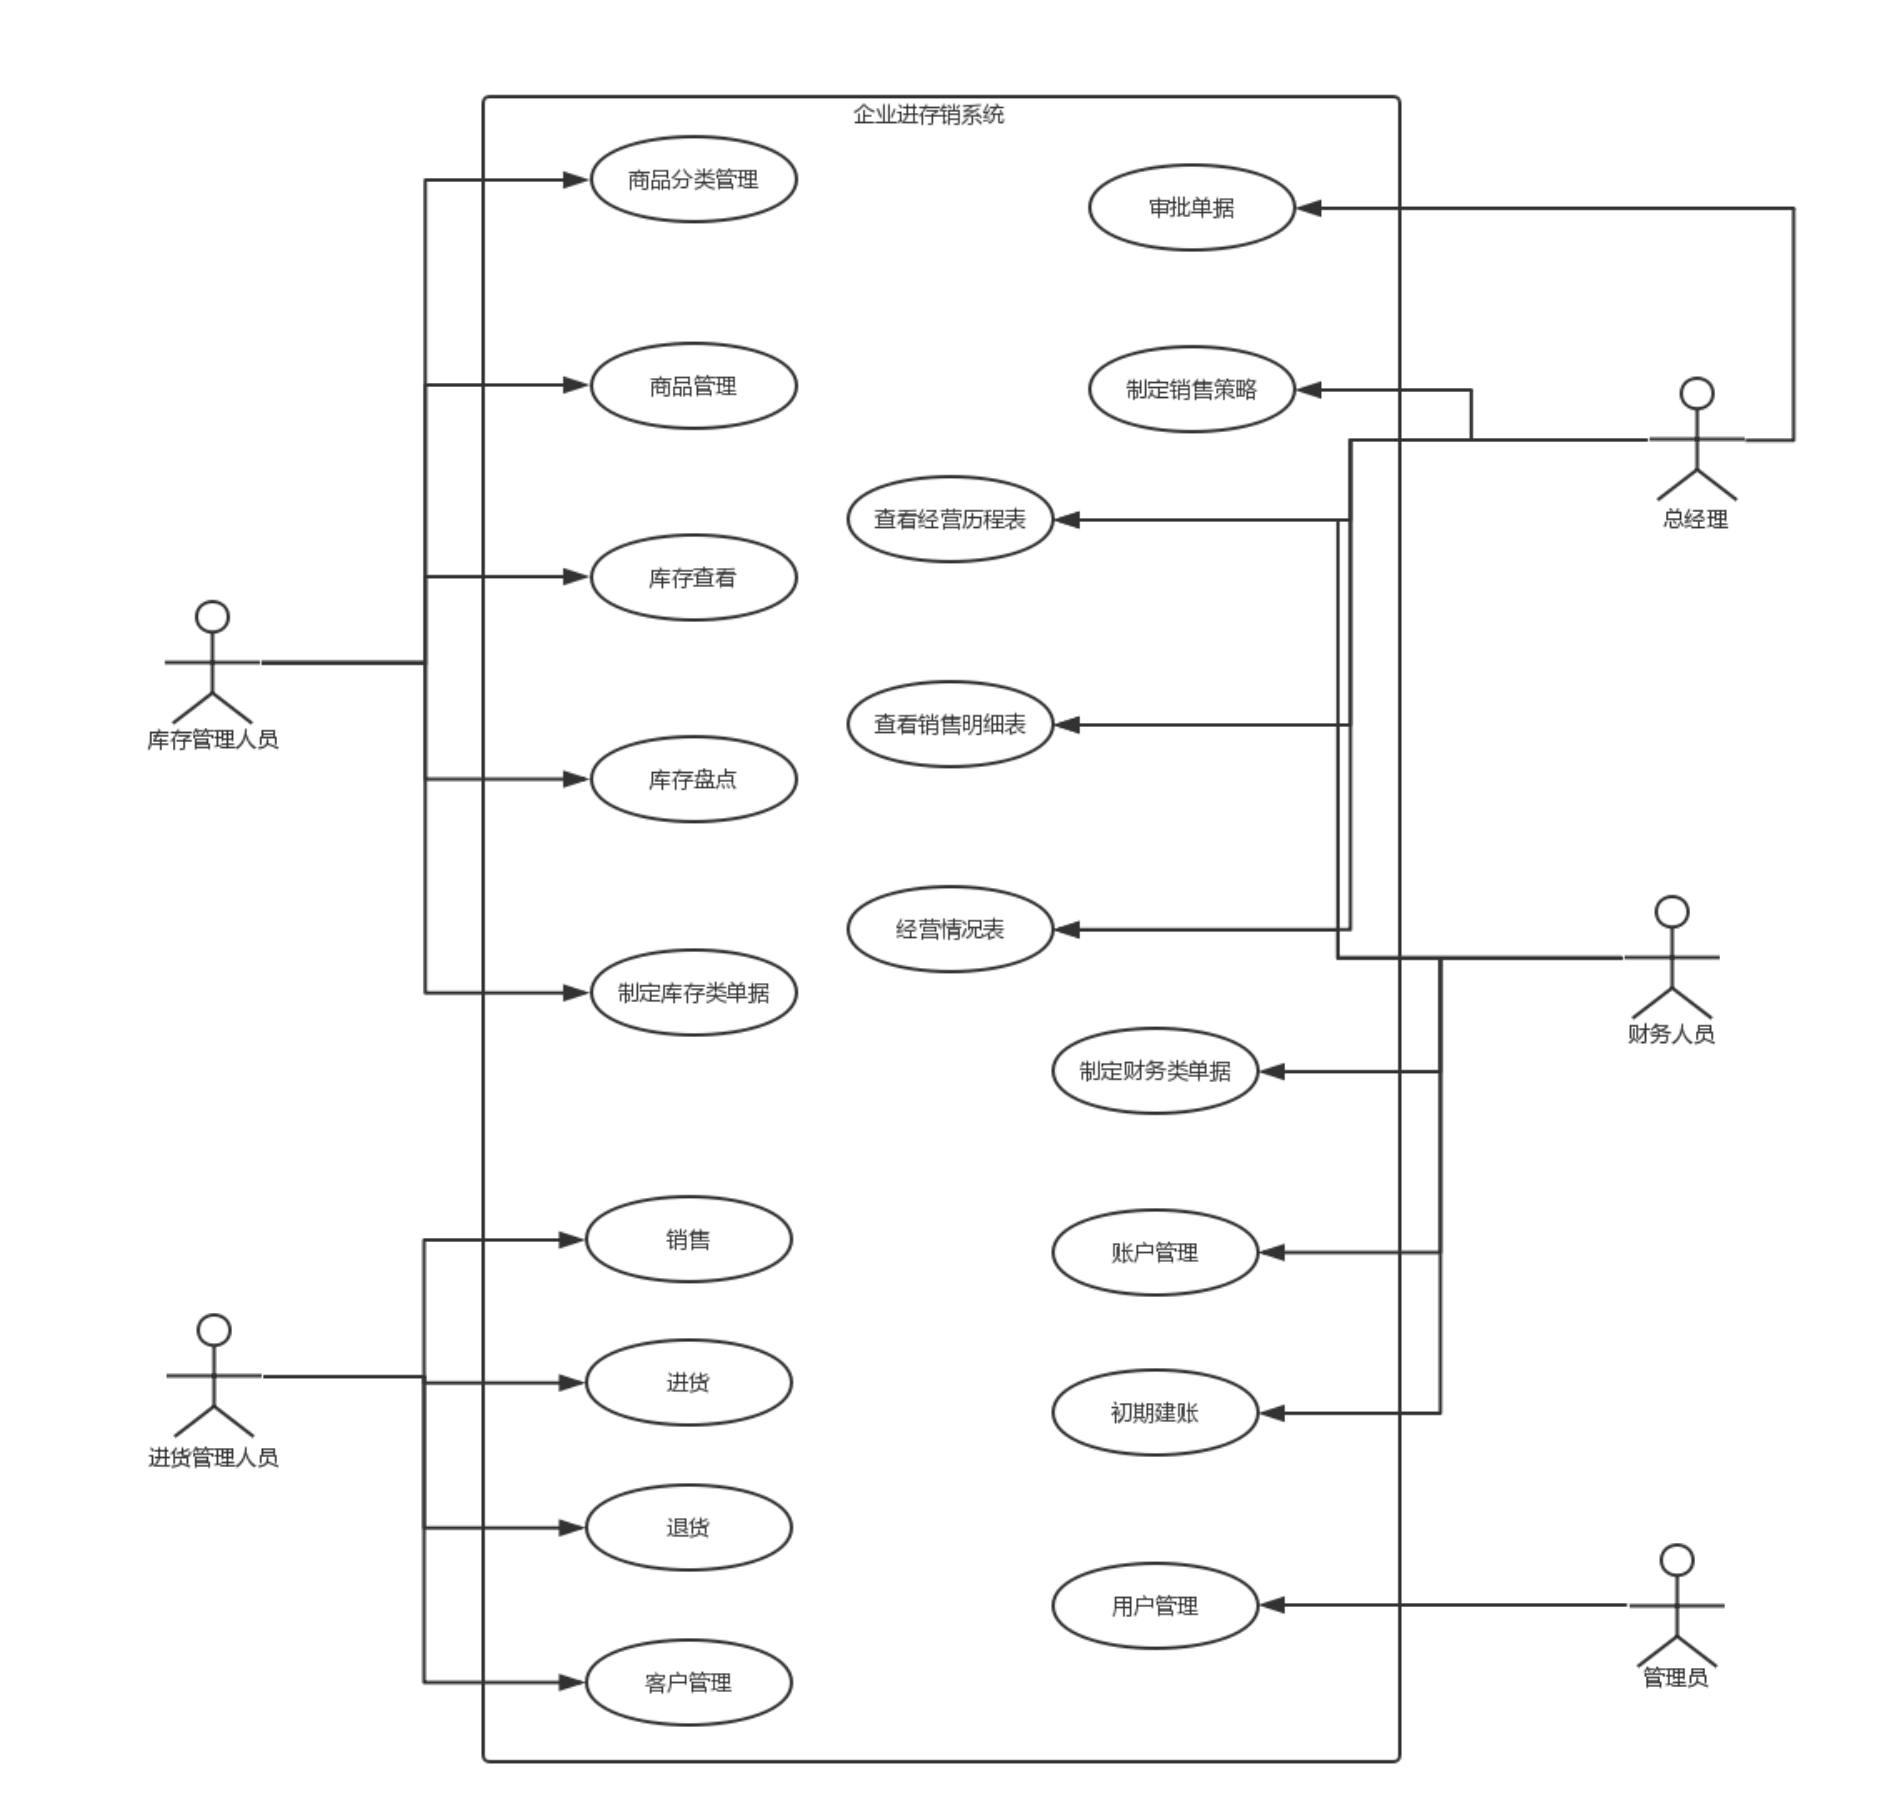 企业进存销系统
商品分类管理
审批单据
商品管理
制定销售策略
查看经营历程表
总经理
库存查看
库存管理人员
查看销售明细表
库存盘点
经营情况表
制定库存类单据
财务人员
制定财务类单据
销售
账户管理
进货
初期建账
进货管理人员
退货
用户管理
客户管理
管理员